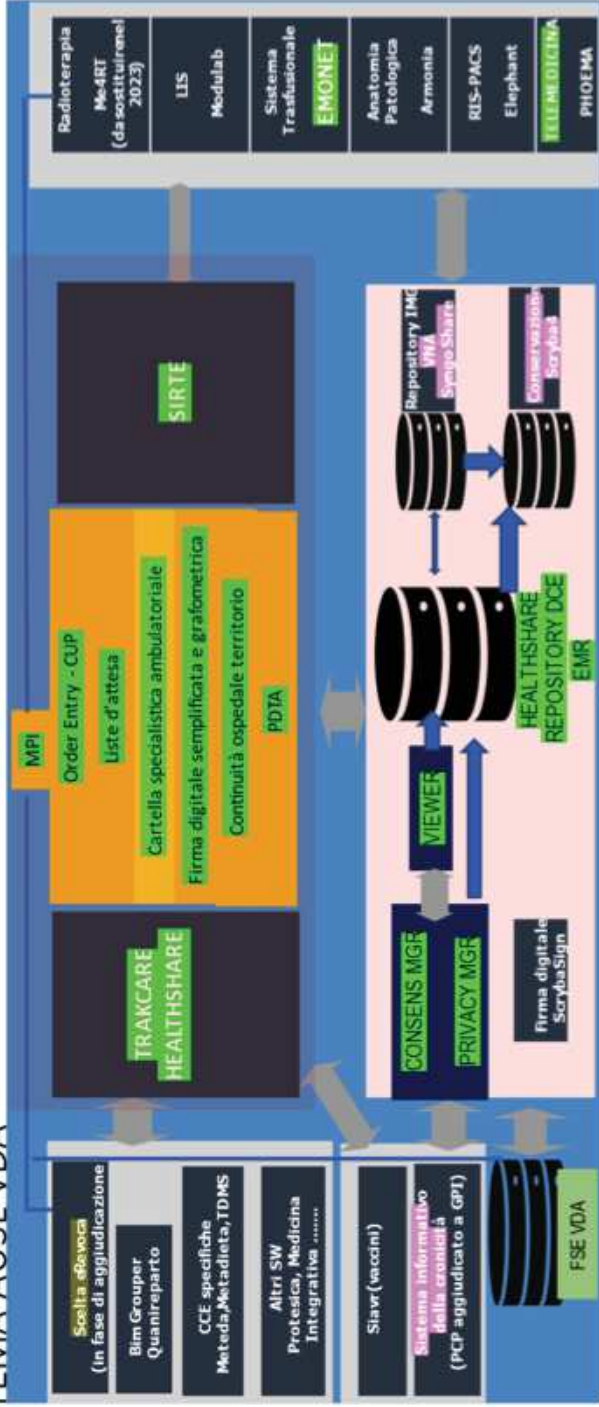 TEMA AUSL VDA
Scelta eRevoca
(In fase di aggiudicazione)
Bim Grouper
Quanireparto
CCE specifiche
Meteda,Metadieta,TDMS
Altri SW
Protesica, Medicina
Integrativa .......
Siavr(vaccini)
Sistema Informativo
della cronicità
(PCP aggiudicato a GPI)
FSE VDA
TRAKCARE
HEALTHSHARE
MPI
Order Entry - CUP
Liste d'attesa
Cartella specialistica ambulatoriale
Firma digitale semplificata e grafometrica
Continuità ospedale territorio
PDTA
SIRTE
CONSENS MGR
PRIVACY MGR
VIEWER
Firma digitale
ScrybaSign
HEALTHSHARE
REPOSITORY DCE
EMR
Repository IMG
VNA
Syngo Share
Conservazione
Scryba4
Radioterapia
Me4RT
(dasostituirenel
2023)
LIS
Modulab
Sistema
Trasfusionale
EMONET
Anatomia
Patologica
Armonia
RIS-PACS
Elephant
TELEMEDICINA
PHOEMA